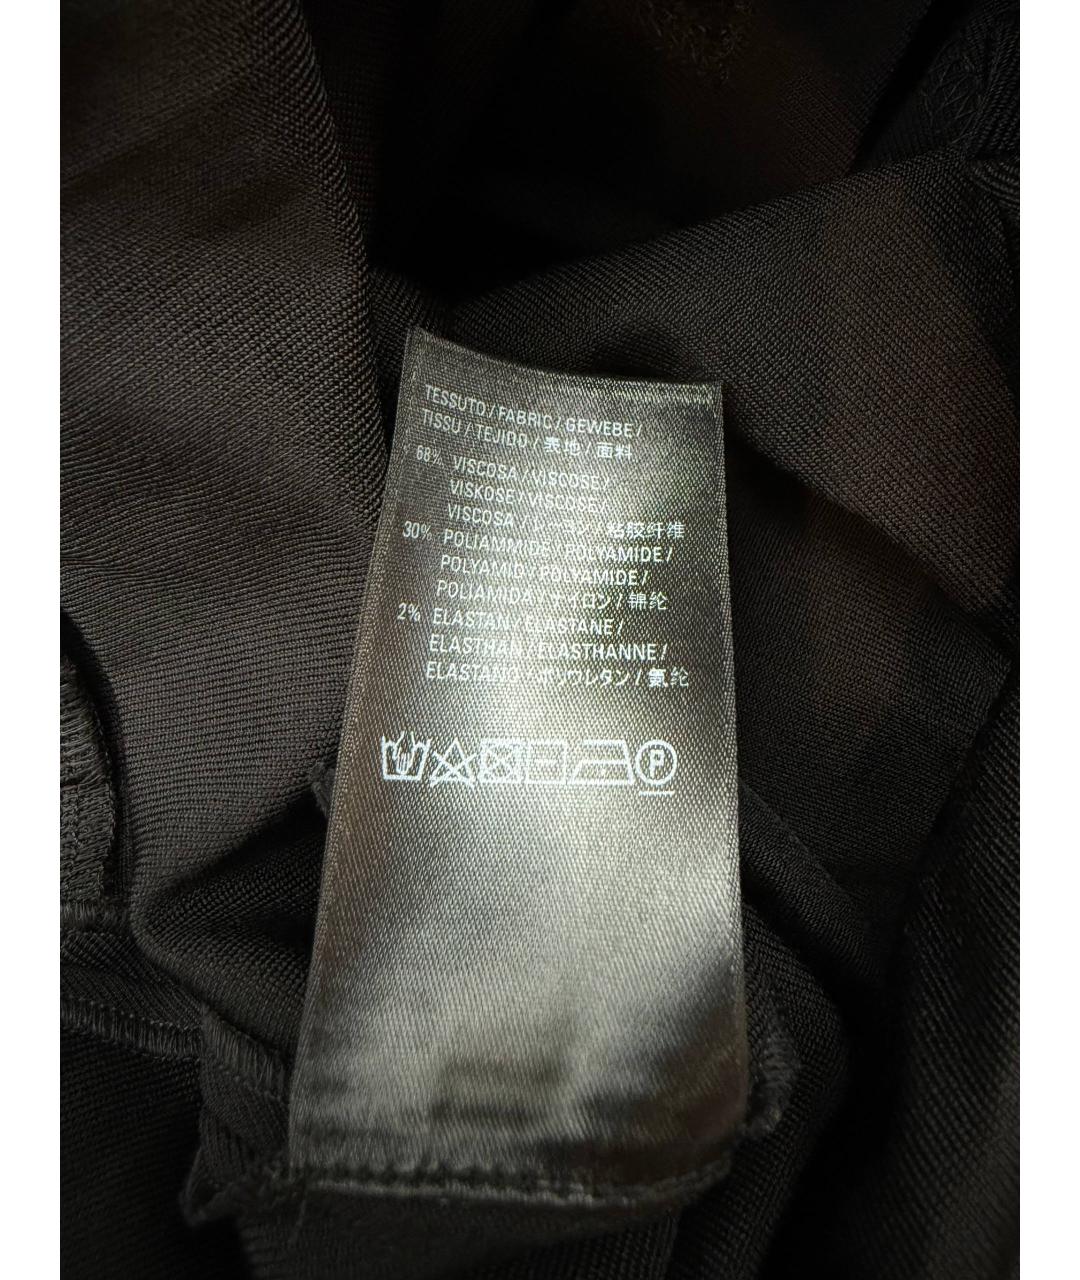 TESSUTO / FABRIC / GEWEBE /
TISSU / TEJIDO / 表地 / 面料
68% VISCOSA / VISCOSE /
VISKOSE / VISCOSE /
VISCOSA / レーヨン / 粘胶纤维
30% POLIAMMIDE / POLYAMIDE /
POLYAMID / POLYAMIDE /
POLIAMIDA / ナイロン / 锦纶
2% ELASTAN / ELASTANE /
ELASTHAN / ELASTHANNE /
ELASTANO / ポリウレタン / 氨纶
P